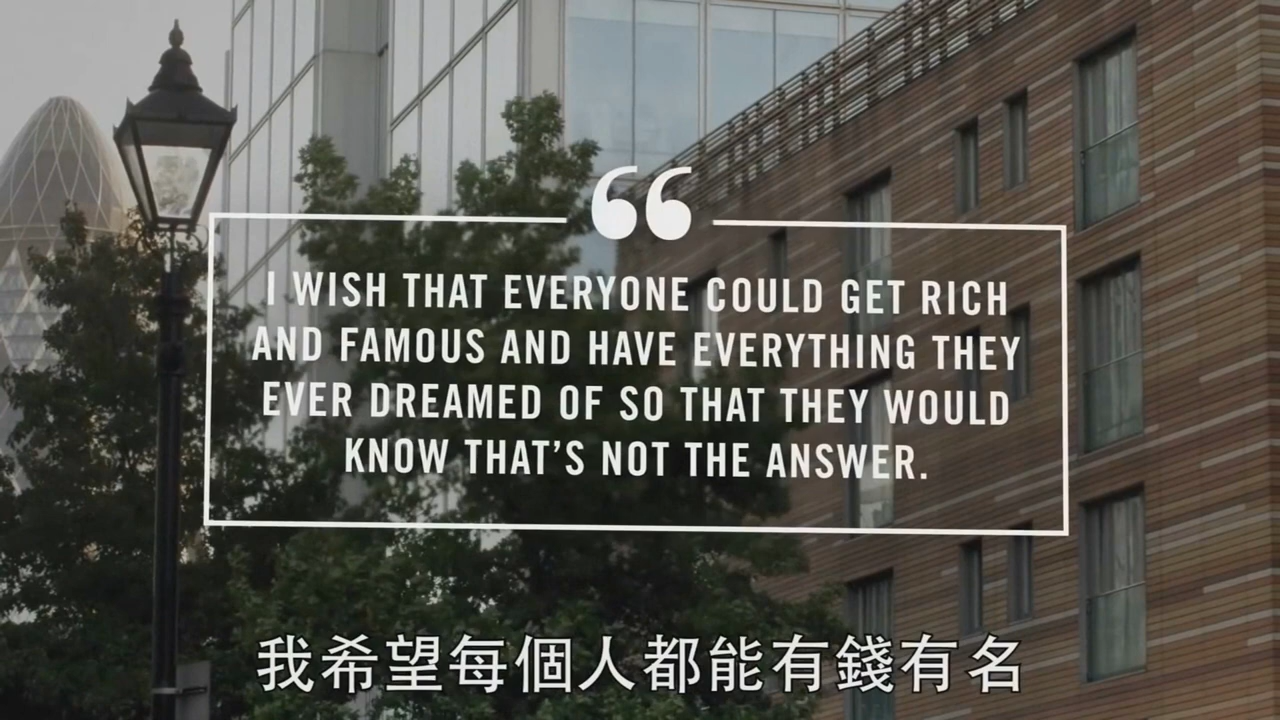 I WISH THAT EVERYONE COULD GET RICH
AND FAMOUS AND HAVE EVERYTHING THEY
EVER DREAMED OF SO THAT THEY WOULD
KNOW THAT'S NOT THE ANSWER.
我希望每個人都能有錢有名